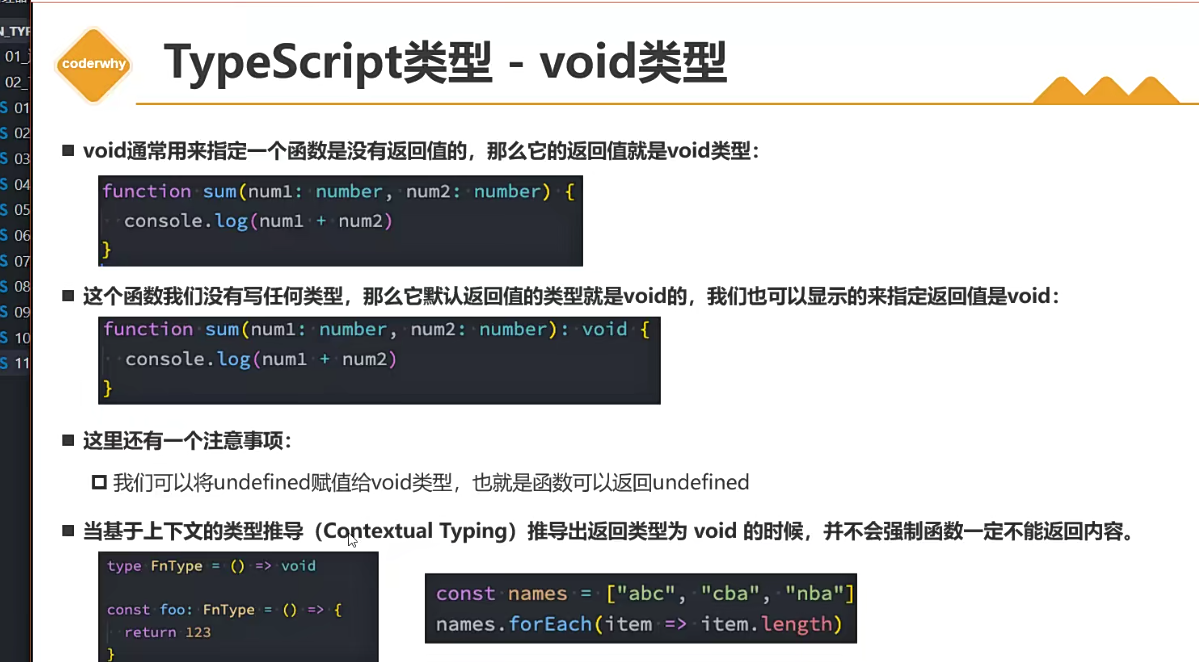 N_TYP
01_
02_
S 01
S 02
S 03
S 04
S 05
S 06
S 07
S 08
S 09
S 10
S 11
coderwhy
TypeScript类型 - void类型
void通常用来指定一个函数是没有返回值的，那么它的返回值就是void类型：
function sum(num1: number, num2: number) {
console.log(num1 + num2)
}
这个函数我们没有写任何类型，那么它默认返回值的类型就是void的，我们也可以显示的来指定返回值是void：
function sum(num1: number, num2: number): void {
console.log(num1 + num2)
}
这里还有一个注意事项：
我们可以将undefined赋值给void类型，也就是函数可以返回undefined
当基于上下文的类型推导（Contextual Typing）推导出返回类型为 void 的时候，并不会强制函数一定不能返回内容。
type FnType = () => void
const foo: FnType = () => {
return 123
}
const names = ["abc", "cba", "nba"]
names.forEach(item => item.length)